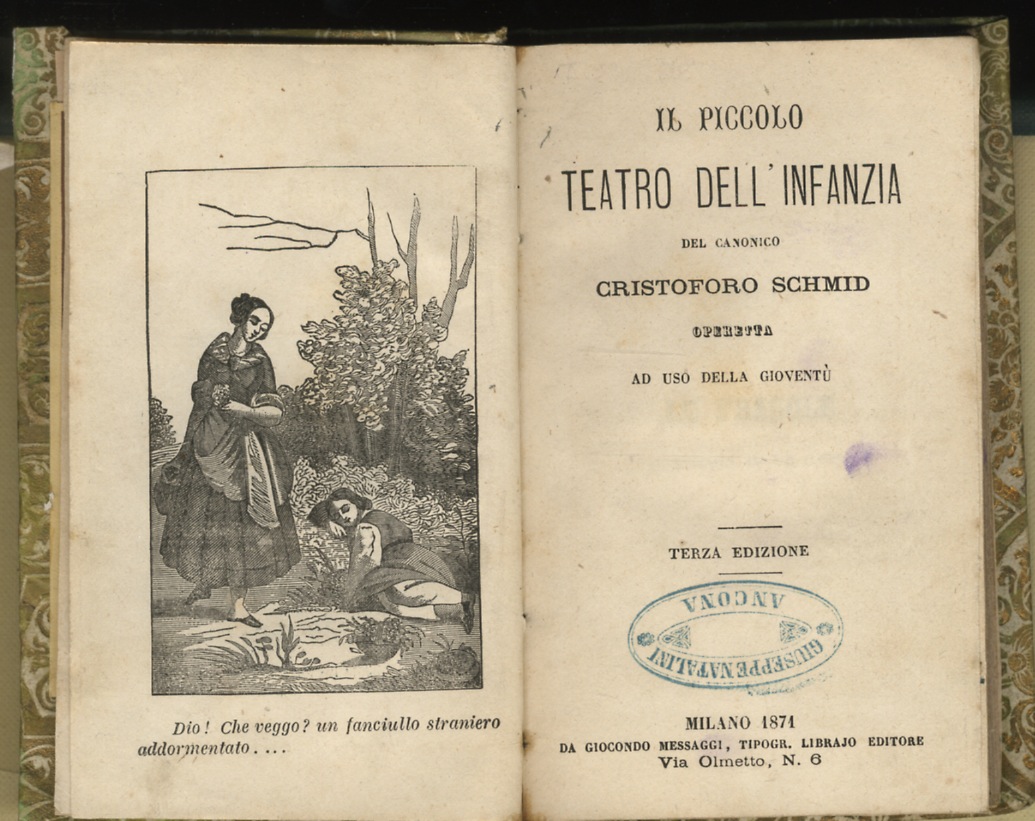 Dio! Che veggo? un fanciullo straniero
addormentato....
IL PICCOLO
TEATRO DELL'INFANZIA
DEL CANONICO
CRISTOFORO SCHMID
OPERETTA
AD USO DELLA GIOVENTÙ
TERZA EDIZIONE
GIUSEPPE NATALINI
ANCONA
MILANO 1871
DA GIOCONDO MESSAGGI, TIPOGR. LIBRAJO EDITORE
Via Olmetto, N. 6